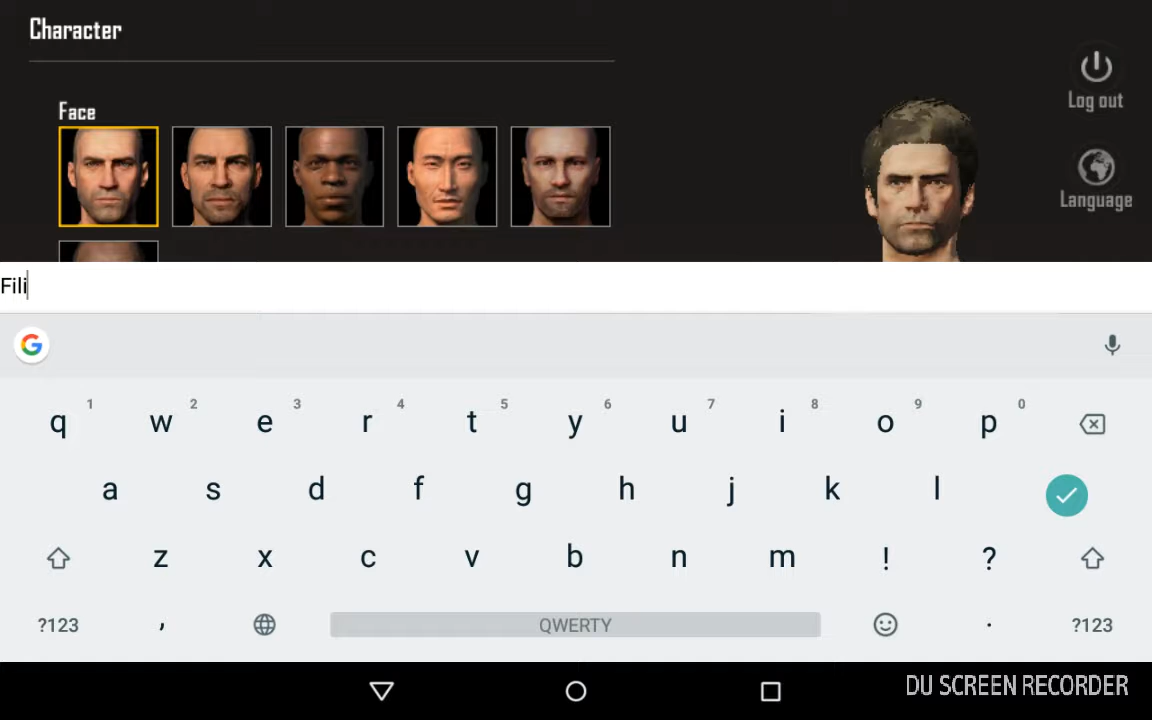 Character
Log out
Face
Language
Fili
G
1 2 3 4 5 6 7 8 9 0
q w e r t y u i o p
a s d f g h j k l
z x c v b n m ! ?
?123 , QWERTY . ?123
DU SCREEN RECORDER